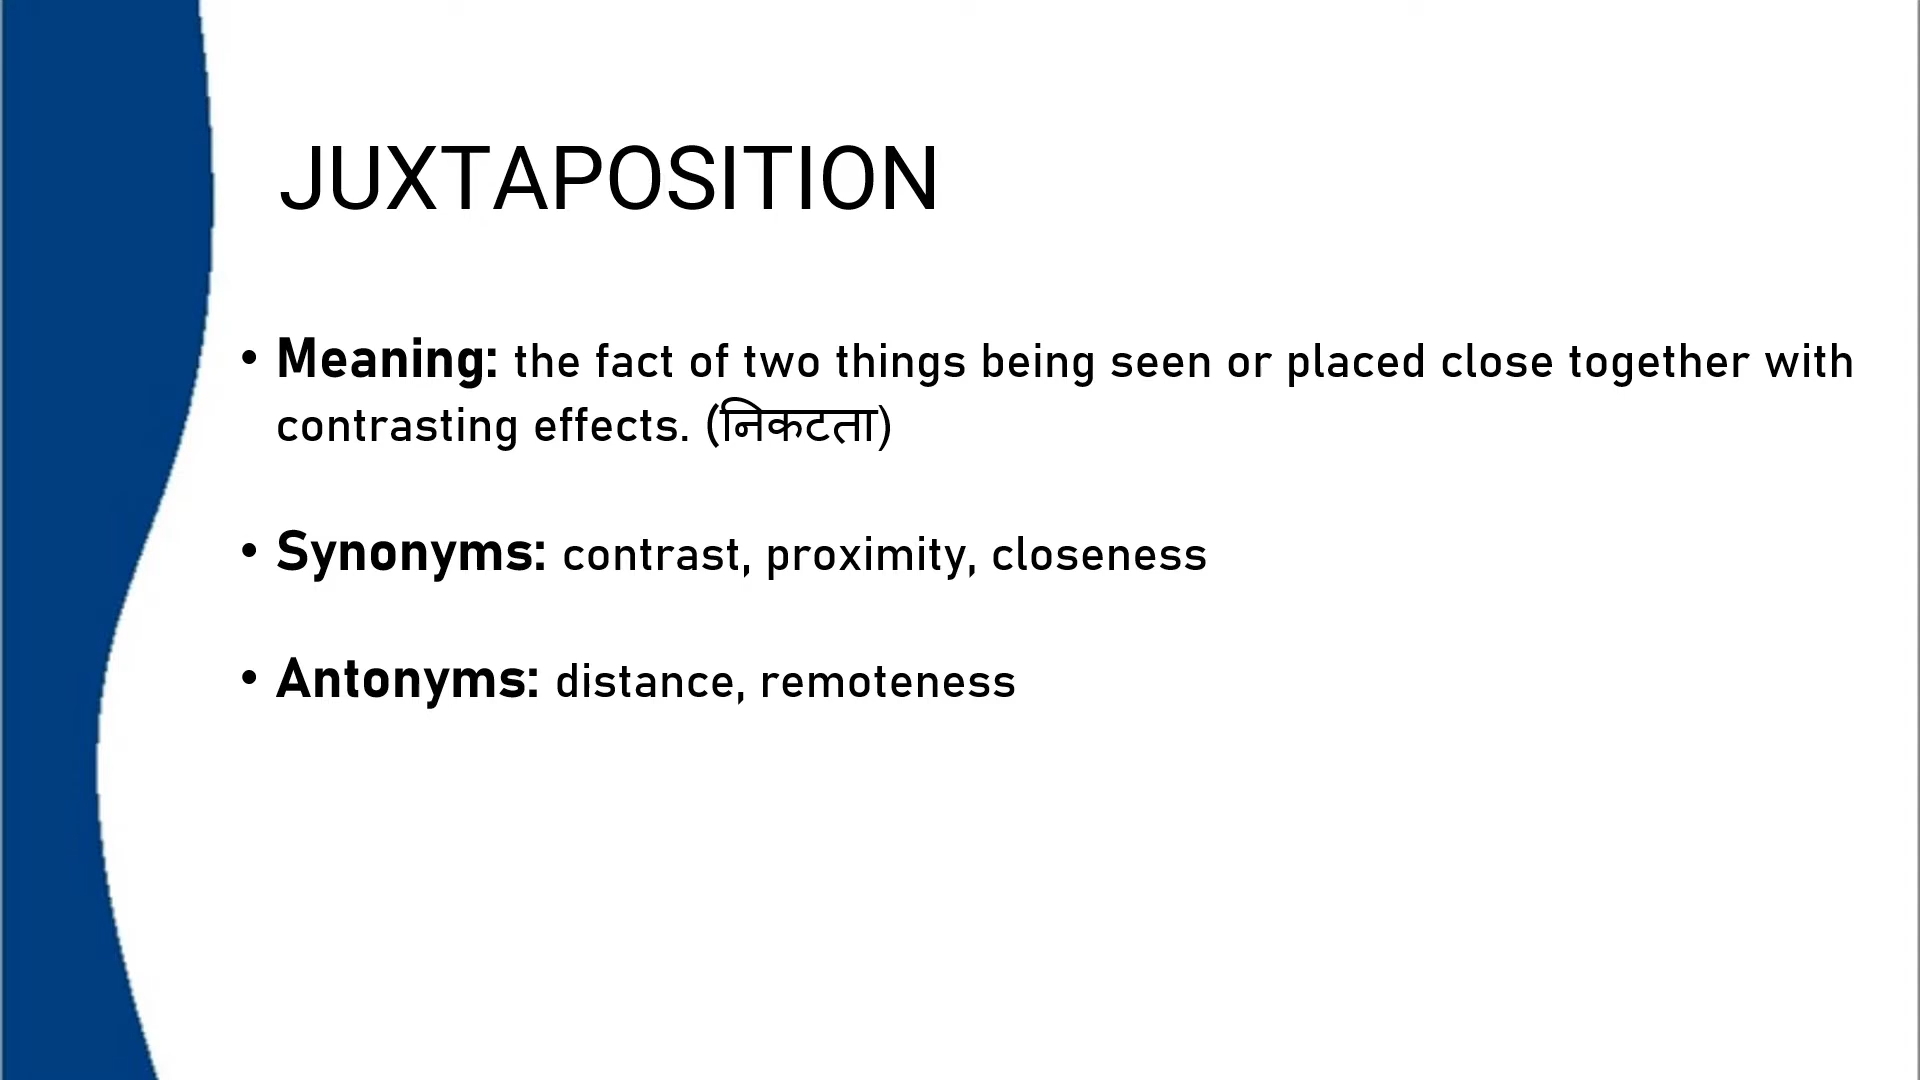 JUXTAPOSITION
• Meaning: the fact of two things being seen or placed close together with
contrasting effects. (निकटता)
• Synonyms: contrast, proximity, closeness
• Antonyms: distance, remoteness